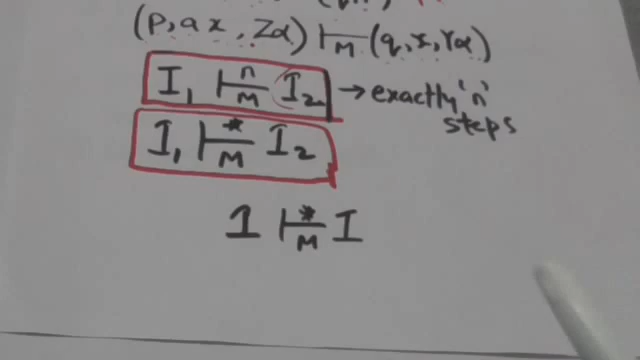 (p, ax, Zα) ⊢M (q, x, Yα)
I₁ ⊢ⁿM I₂ → exactly 'n'
steps
I₁ ⊢*M I₂
I ⊢*M I